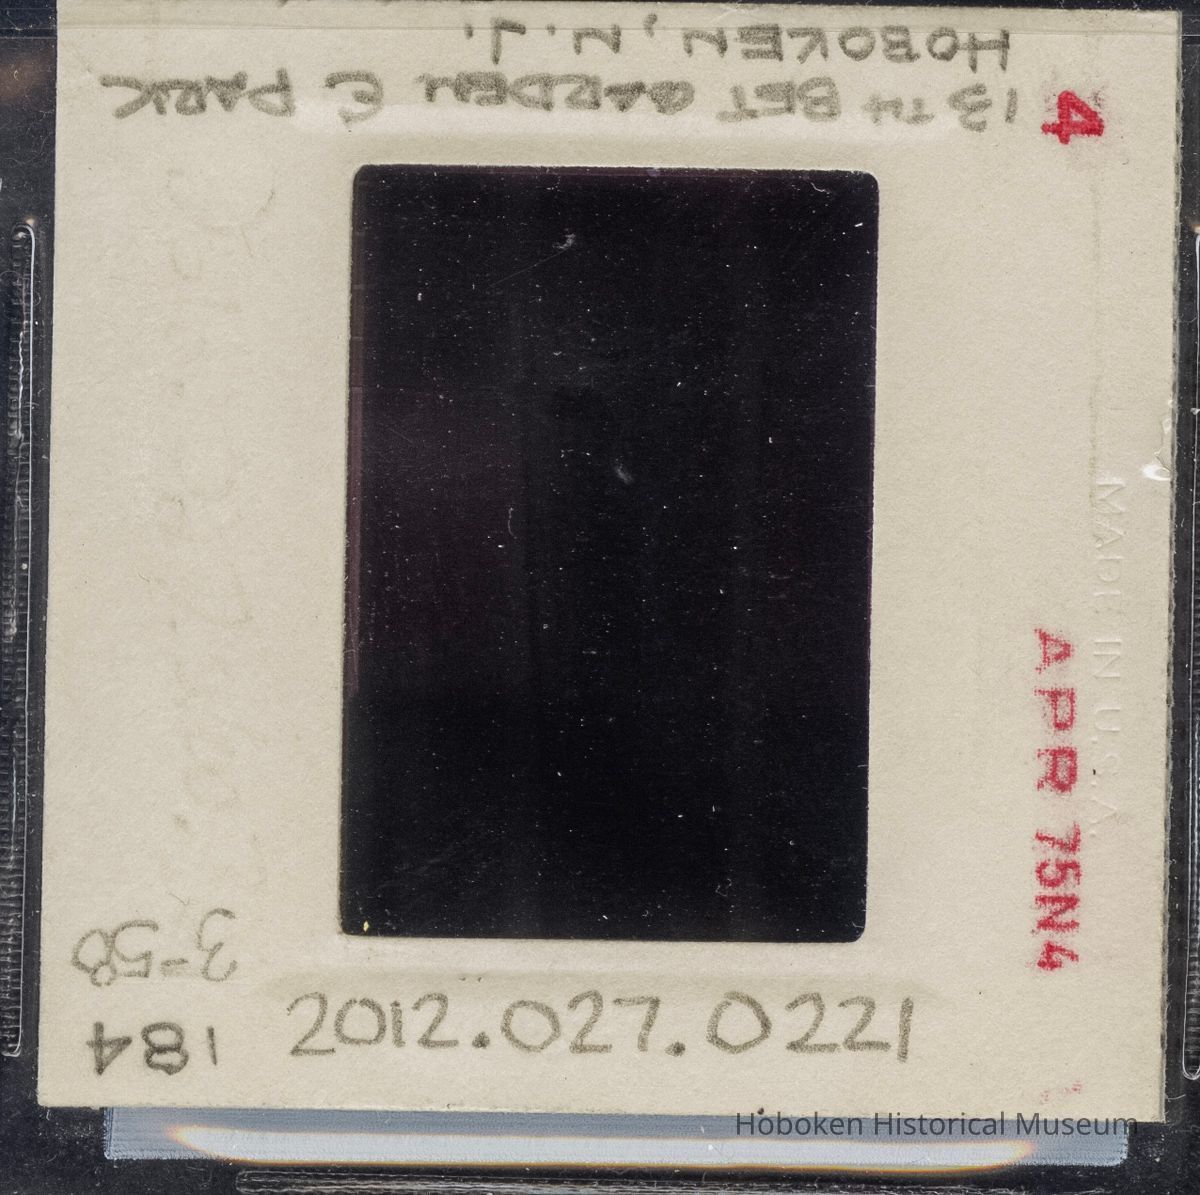 HOBOKEN, N.J.
13TH BET GARDEN & PARK
4
MADE IN U.S.A.
APR 75N4
3-58
184
2012.027.0221
Hoboken Historical Museum